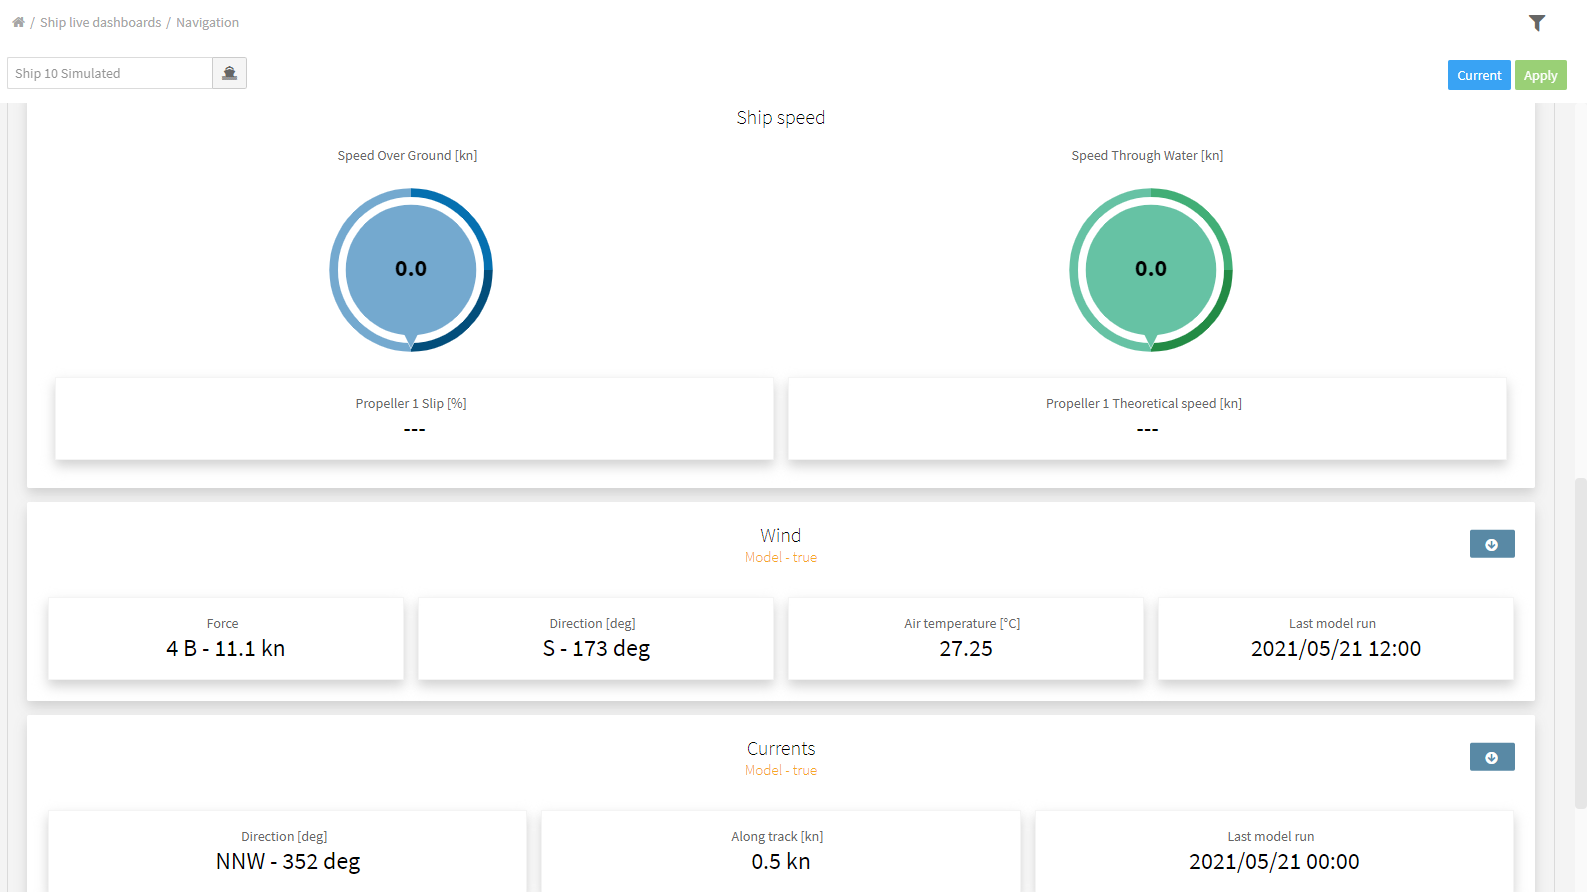 / Ship live dashboards / Navigation
Ship 10 Simulated
Current Apply
Ship speed
Speed Over Ground [kn]
Speed Through Water [kn]
0.0
0.0
Propeller 1 Slip [%]
---
Propeller 1 Theoretical speed [kn]
---
Wind
Model - true
Force
4 B - 11.1 kn
Direction [deg]
S - 173 deg
Air temperature [°C]
27.25
Last model run
2021/05/21 12:00
Currents
Model - true
Direction [deg]
NNW - 352 deg
Along track [kn]
0.5 kn
Last model run
2021/05/21 00:00